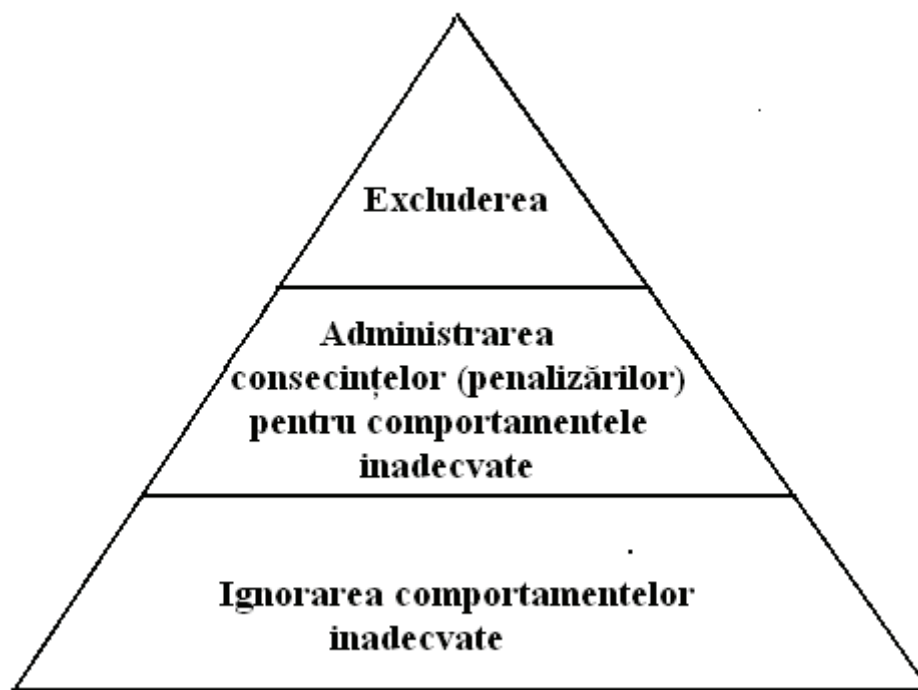 Excluderea
Administrarea
consecințelor (penalizărilor)
pentru comportamentele
inadecvate
Ignorarea comportamentelor
inadecvate